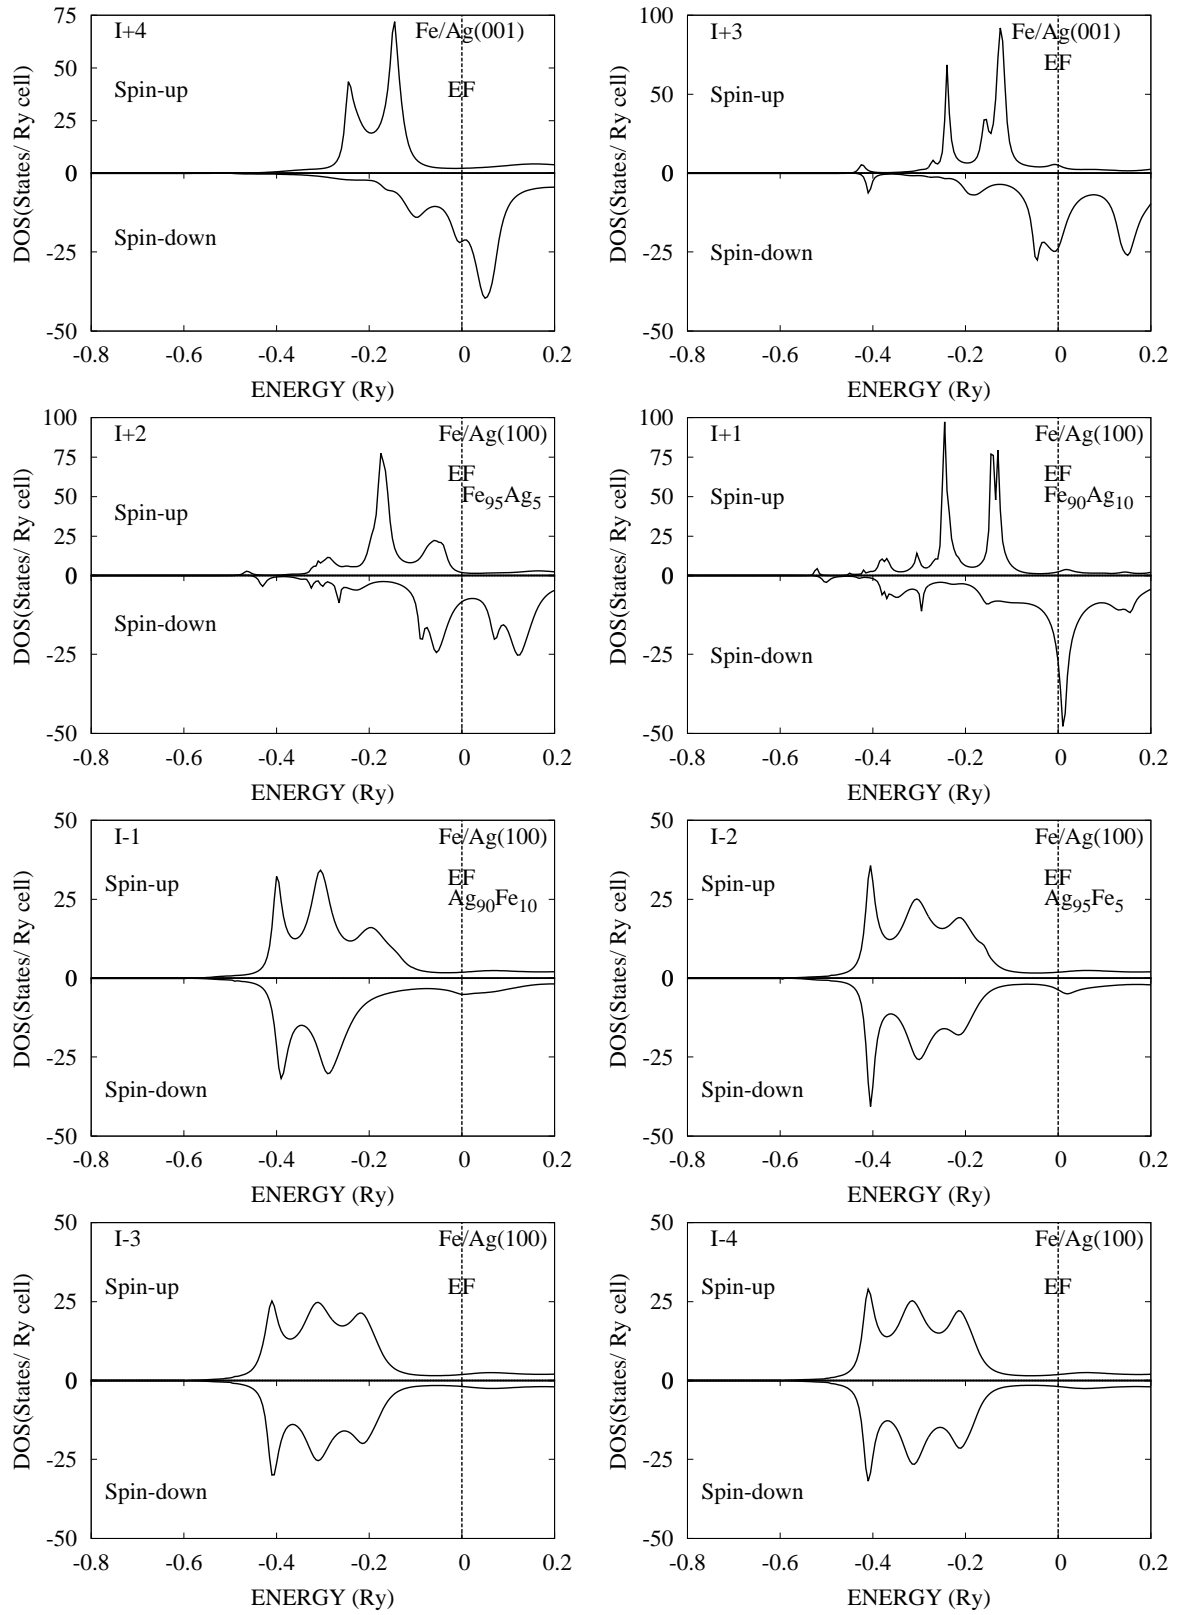 75 50 25 0 -25 -50
DOS(States/ Ry cell)
I+4 Fe/Ag(001)
Spin-up EF
Spin-down
-0.8 -0.6 -0.4 -0.2 0 0.2
ENERGY (Ry)
100 50 0 -25 -50
DOS(States/ Ry cell)
I+3 Fe/Ag(001)
EF
Spin-up
Spin-down
-0.8 -0.6 -0.4 -0.2 0 0.2
ENERGY (Ry)
100 75 50 25 0 -25 -50
DOS(States/ Ry cell)
I+2 Fe/Ag(100)
EF
Fe95Ag5
Spin-up
Spin-down
-0.8 -0.6 -0.4 -0.2 0 0.2
ENERGY (Ry)
100 75 50 25 0 -25 -50
DOS(States/ Ry cell)
I+1 Fe/Ag(100)
EF
Spin-up Fe90Ag10
Spin-down
-0.8 -0.6 -0.4 -0.2 0 0.2
ENERGY (Ry)
50 25 0 -25 -50
DOS(States/ Ry cell)
I-1 Fe/Ag(100)
Spin-up EF
Ag90Fe10
Spin-down
-0.8 -0.6 -0.4 -0.2 0 0.2
ENERGY (Ry)
50 25 0 -25 -50
DOS(States/ Ry cell)
I-2 Fe/Ag(100)
Spin-up EF
Ag95Fe5
Spin-down
-0.8 -0.6 -0.4 -0.2 0 0.2
ENERGY (Ry)
50 25 0 -25 -50
DOS(States/ Ry cell)
I-3 Fe/Ag(100)
Spin-up EF
Spin-down
-0.8 -0.6 -0.4 -0.2 0 0.2
ENERGY (Ry)
50 25 0 -25 -50
DOS(States/ Ry cell)
I-4 Fe/Ag(100)
Spin-up EF
Spin-down
-0.8 -0.6 -0.4 -0.2 0 0.2
ENERGY (Ry)